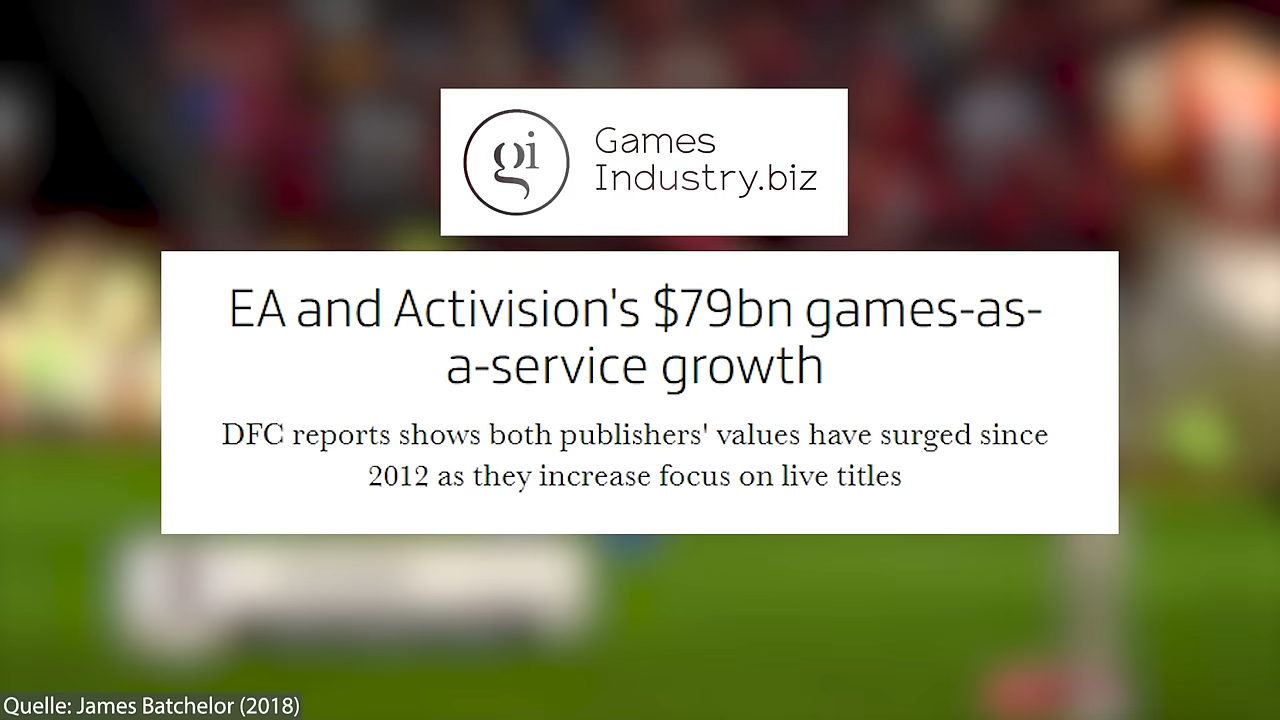 gi
Games
Industry.biz
EA and Activision's $79bn games-as-
a-service growth
DFC reports shows both publishers' values have surged since
2012 as they increase focus on live titles
Quelle: James Batchelor (2018)